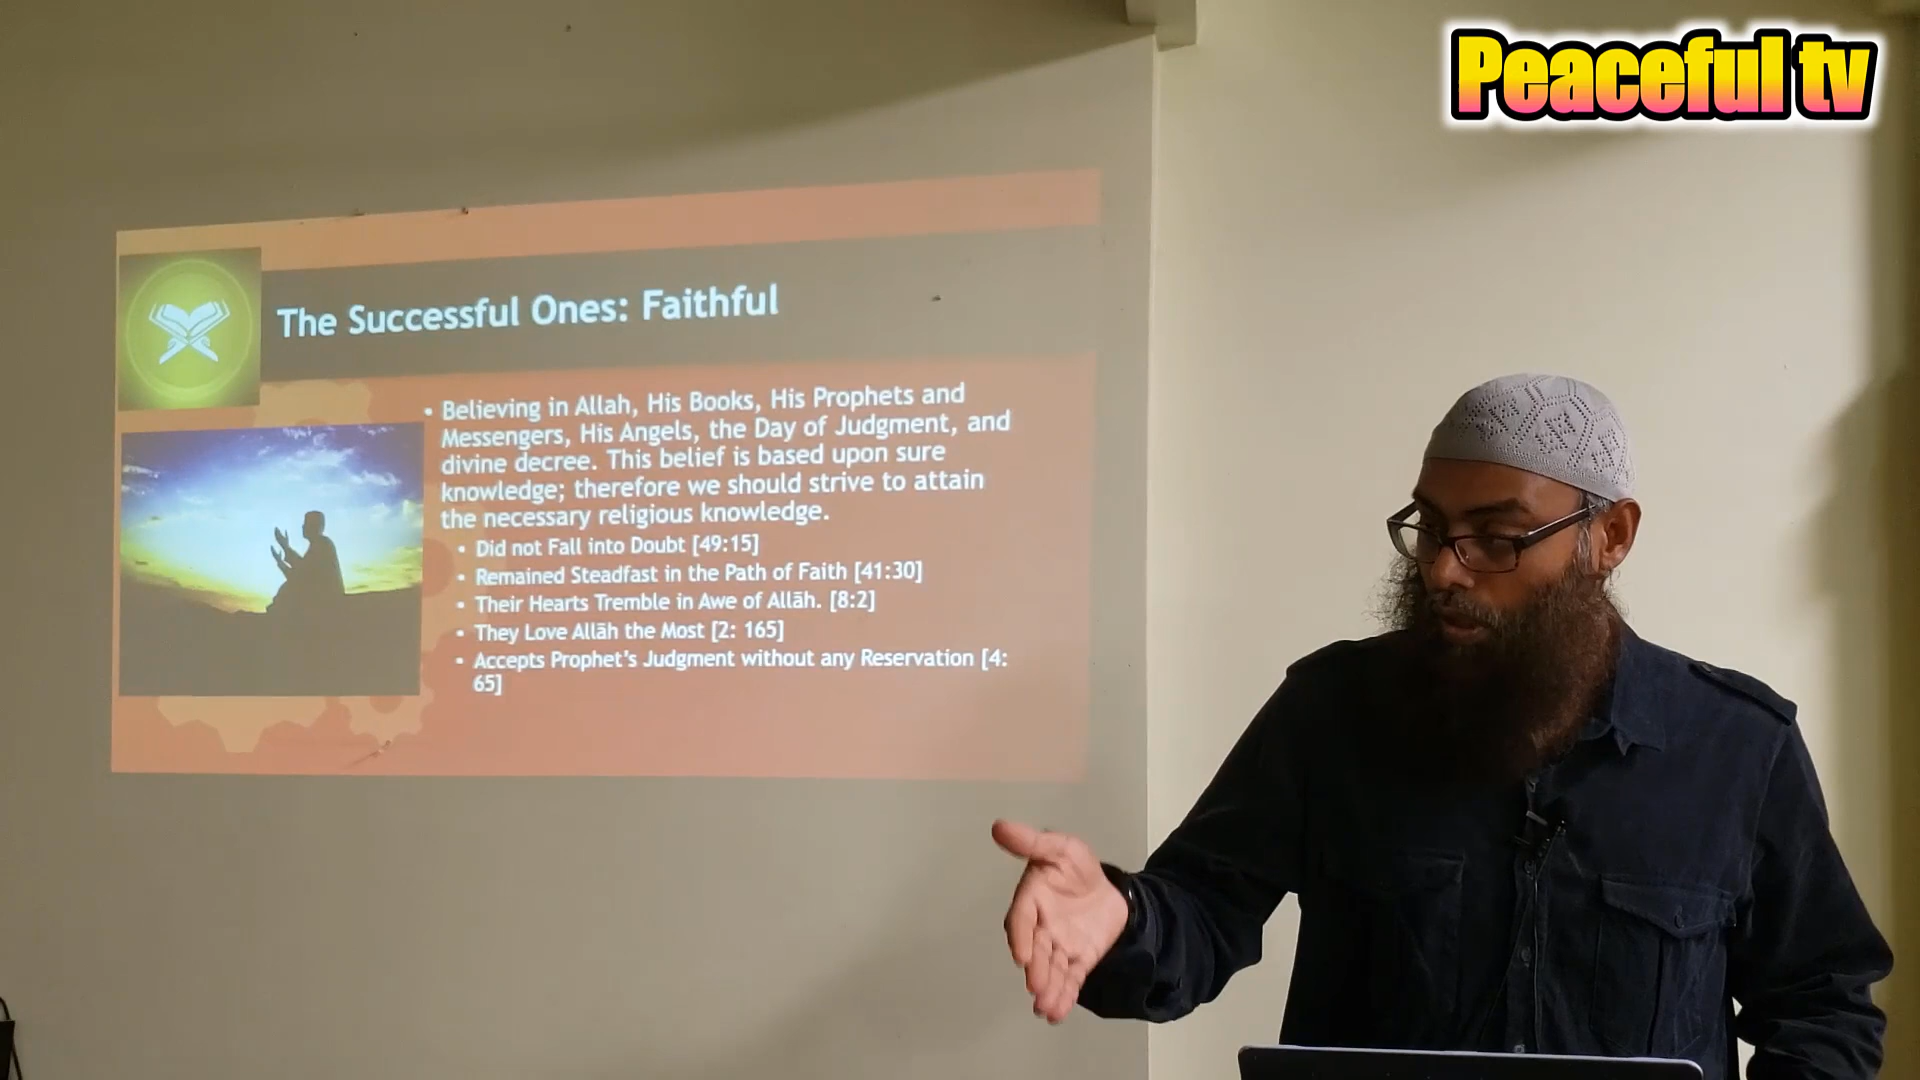 Peaceful tv
The Successful Ones: Faithful
• Believing in Allah, His Books, His Prophets and
Messengers, His Angels, the Day of Judgment, and
divine decree. This belief is based upon sure
knowledge; therefore we should strive to attain
the necessary religious knowledge.
• Did not Fall into Doubt [49:15]
• Remained Steadfast in the Path of Faith [41:30]
• Their Hearts Tremble in Awe of Allāh. [8:2]
• They Love Allāh the Most [2: 165]
• Accepts Prophet's Judgment without any Reservation [4:
65]